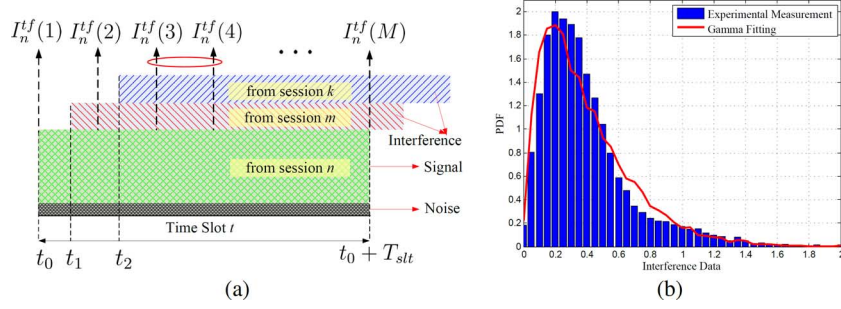 I_n^{tf}(1) I_n^{tf}(2) I_n^{tf}(3) I_n^{tf}(4) ... I_n^{tf}(M)
from session k
from session m
Interference
from session n
Signal
Noise
Time Slot t
t_0 t_1 t_2 t_0 + T_{slt}
(a)
Experimental Measurement
Gamma Fitting
PDF
2
1.8
1.6
1.4
1.2
1
0.8
0.6
0.4
0.2
0
0 0.2 0.4 0.6 0.8 1.0 1.2 1.4 1.6 1.8 2
Interference Data
(b)